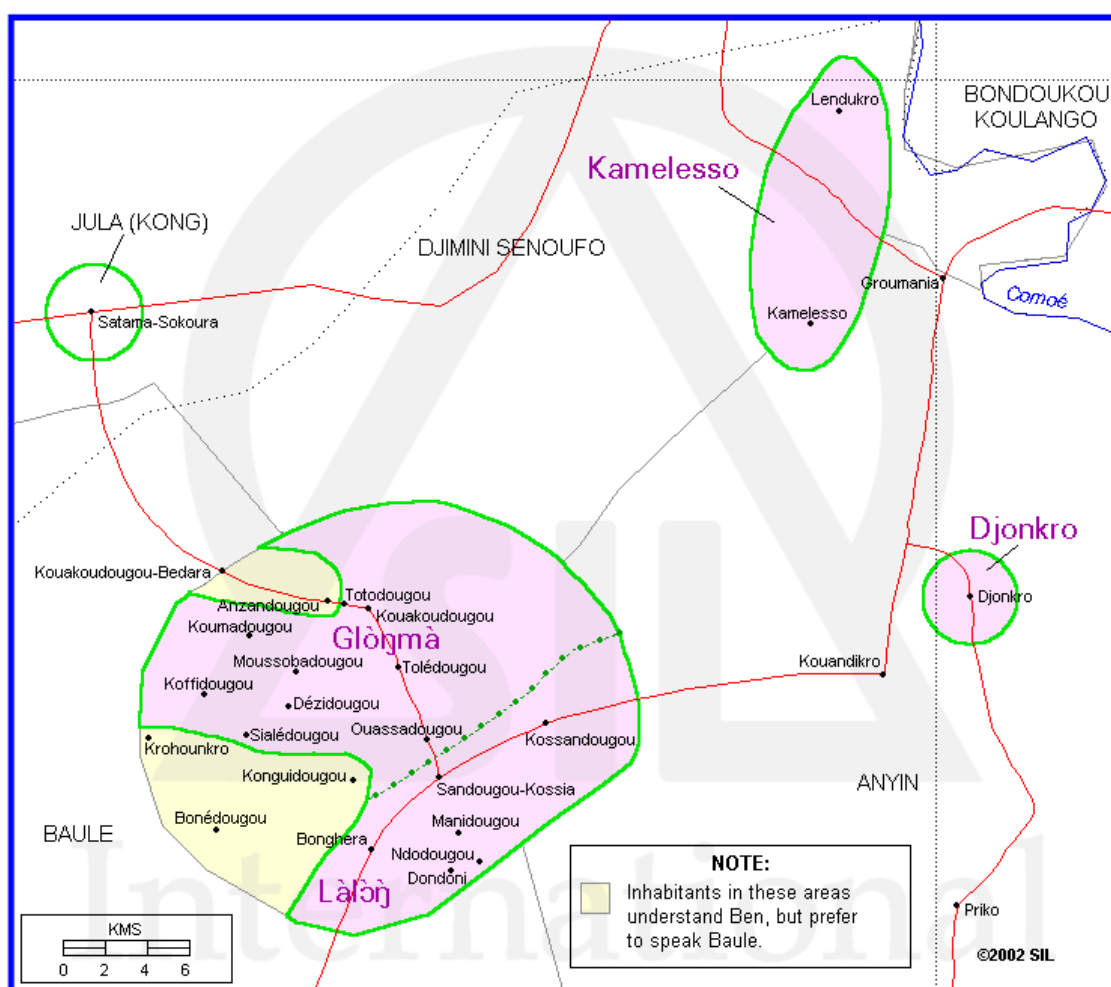 Lendukro
BONDOUKOU
KOULANGO
Kamelesso
JULA (KONG)
DJIMINI SENOUFO
Groumania
Comoé
Satama-Sokoura
Kamelesso
Djonkro
Kouakoudougou-Bedara
Anzandougou
Totodougou
Kouakoudougou
Djonkro
Koumadougou
Glòŋmà
Moussobadougou
Tolédougou
Kouandikro
Koffidougou
Dézidougou
Ouassadougou
Kossandougou
Krohounkro
Sialédougou
Konguidougou
Sandougou-Kossia
ANYIN
Bonédougou
BAULE
Manidougou
Bonghera
Ndodougou
Dondoni
NOTE:
Inhabitants in these areas
understand Ben, but prefer
to speak Baule.
Priko
KMS
0 2 4 6
©2002 SIL
SIL
International